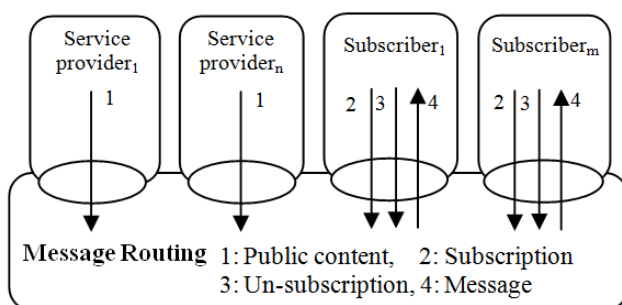 Service provider₁
Service providerₙ
Subscriber₁
Subscriberₘ
1
1
2 3 4
2 3 4
Message Routing
1: Public content, 2: Subscription
3: Un-subscription, 4: Message